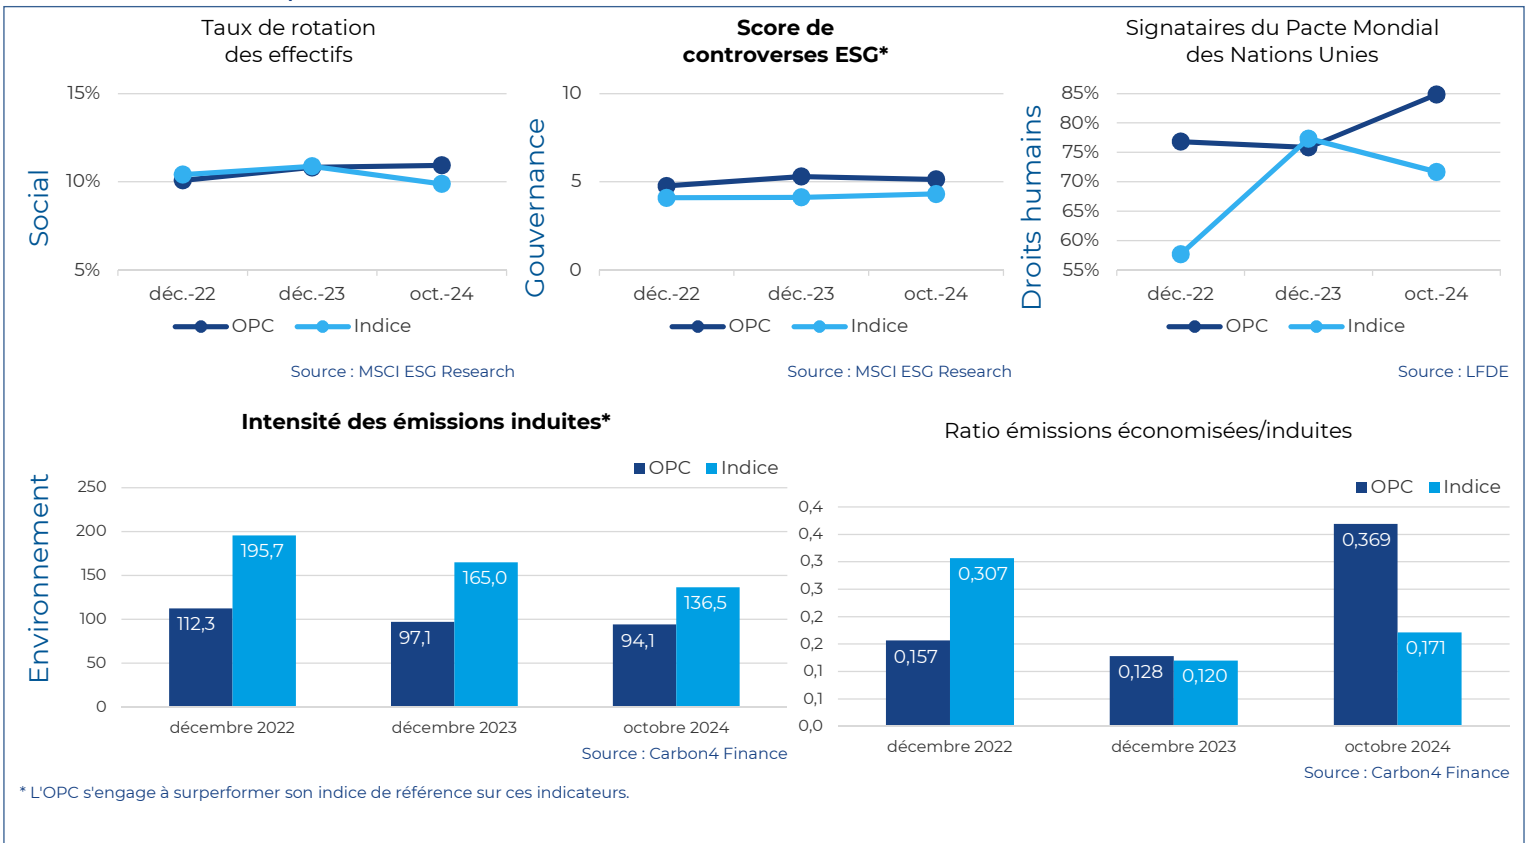 Taux de rotation
des effectifs
Social
15%
10%
5%
déc.-22 déc.-23 oct.-24
OPC Indice
Source : MSCI ESG Research
Score de
controverses ESG*
Gouvernance
10
5
0
déc.-22 déc.-23 oct.-24
OPC Indice
Source : MSCI ESG Research
Signataires du Pacte Mondial
des Nations Unies
Droits humains
85%
80%
75%
70%
65%
60%
55%
déc.-22 déc.-23 oct.-24
OPC Indice
Source : LFDE
Intensité des émissions induites*
Environnement
OPC Indice
250
200
150
100
50
0
112,3 195,7
97,1 165,0
94,1 136,5
décembre 2022 décembre 2023 octobre 2024
Source : Carbon4 Finance
Ratio émissions économisées/induites
OPC Indice
0,4
0,4
0,3
0,3
0,2
0,2
0,1
0,1
0,0
0,157 0,307
0,128 0,120
0,369 0,171
décembre 2022 décembre 2023 octobre 2024
Source : Carbon4 Finance
* L'OPC s'engage à surperformer son indice de référence sur ces indicateurs.